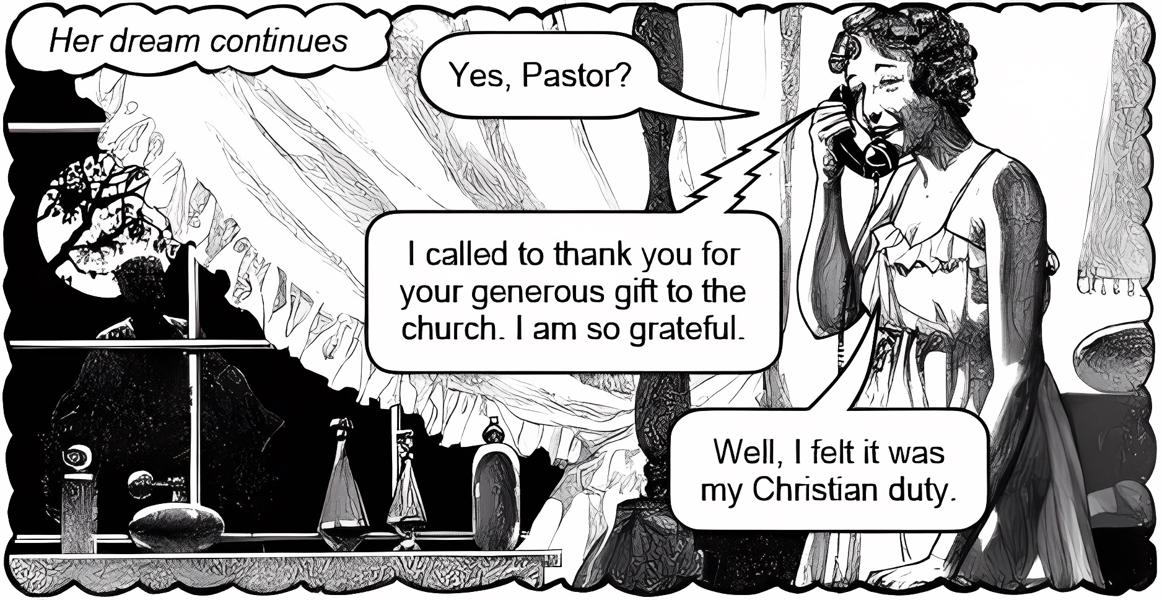 Her dream continues
Yes, Pastor?
I called to thank you for
your generous gift to the
church. I am so grateful.
Well, I felt it was
my Christian duty.